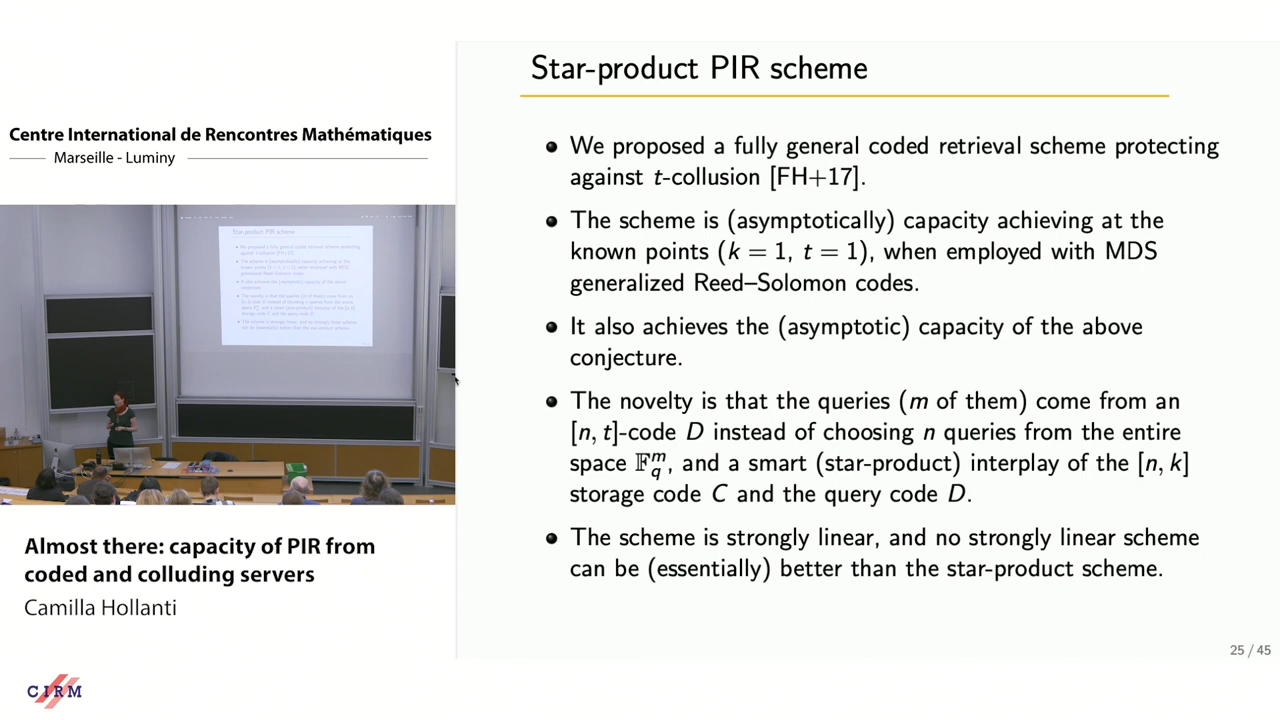 Centre International de Rencontres Mathématiques
Marseille - Luminy
Star-product PIR scheme
Almost there: capacity of PIR from
coded and colluding servers
Camilla Hollanti
CIRM
Star-product PIR scheme
• We proposed a fully general coded retrieval scheme protecting
against t-collusion [FH+17].
• The scheme is (asymptotically) capacity achieving at the
known points (k = 1, t = 1), when employed with MDS
generalized Reed–Solomon codes.
• It also achieves the (asymptotic) capacity of the above
conjecture.
• The novelty is that the queries (m of them) come from an
[n, t]-code D instead of choosing n queries from the entire
space 𝔽_q^m, and a smart (star-product) interplay of the [n, k]
storage code C and the query code D.
• The scheme is strongly linear, and no strongly linear scheme
can be (essentially) better than the star-product scheme.
25 / 45